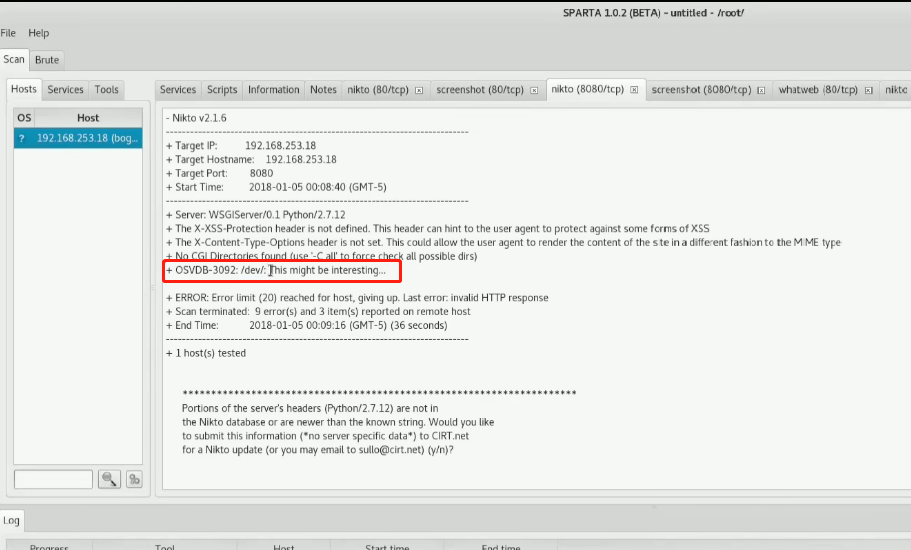 SPARTA 1.0.2 (BETA) - untitled - /root/
File Help
Scan Brute
Hosts Services Tools
Services Scripts Information Notes nikto (80/tcp) screenshot (80/tcp) nikto (8080/tcp) screenshot (8080/tcp) whatweb (80/tcp) nikto
OS Host
? 192.168.253.18 (bog...
- Nikto v2.1.6
---------------------------------------------------------------------------
+ Target IP: 192.168.253.18
+ Target Hostname: 192.168.253.18
+ Target Port: 8080
+ Start Time: 2018-01-05 00:08:40 (GMT-5)
---------------------------------------------------------------------------
+ Server: WSGIServer/0.1 Python/2.7.12
+ The X-XSS-Protection header is not defined. This header can hint to the user agent to protect against some forms of XSS
+ The X-Content-Type-Options header is not set. This could allow the user agent to render the content of the site in a different fashion to the MIME type
+ No CGI Directories found (use '-C all' to force check all possible dirs)
+ OSVDB-3092: /dev/: This might be interesting...
+ ERROR: Error limit (20) reached for host, giving up. Last error: invalid HTTP response
+ Scan terminated: 9 error(s) and 3 item(s) reported on remote host
+ End Time: 2018-01-05 00:09:16 (GMT-5) (36 seconds)
---------------------------------------------------------------------------
+ 1 host(s) tested
*********************************************************************
Portions of the server's headers (Python/2.7.12) are not in
the Nikto database or are newer than the known string. Would you like
to submit this information (*no server specific data*) to CIRT.net
for a Nikto update (or you may email to sullo@cirt.net) (y/n)?
Log
Progress Tool Host Start time End time